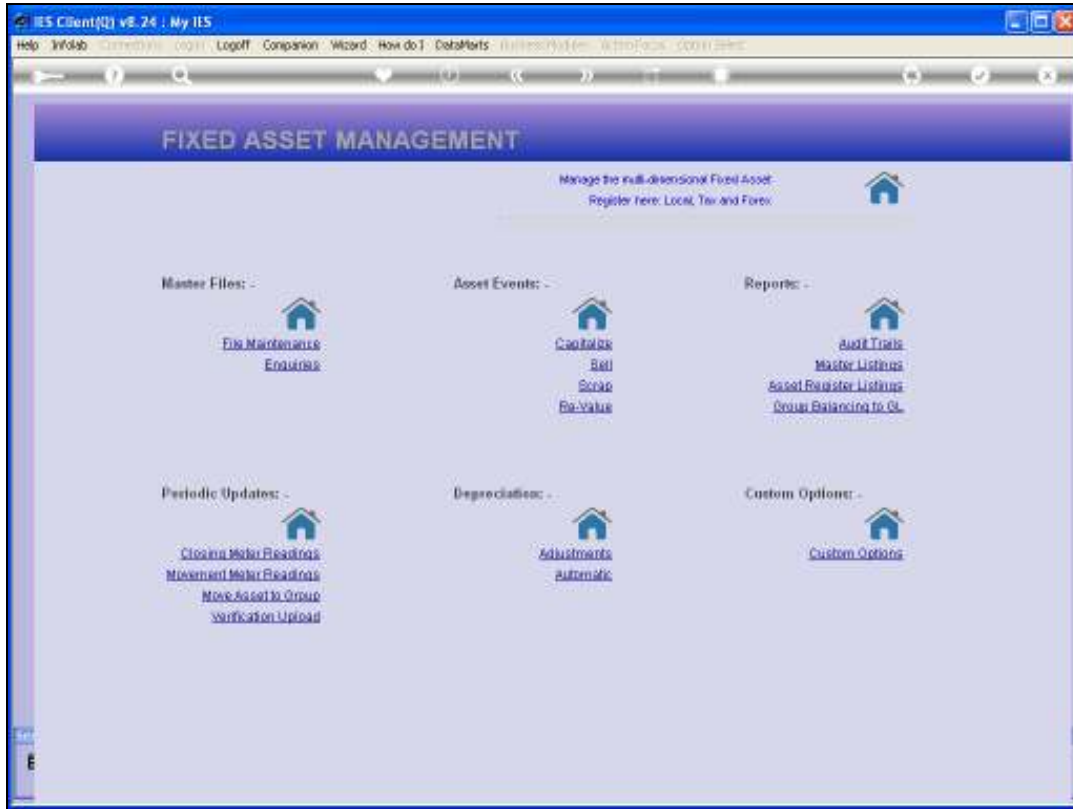 IES Client(Q) v8.24 : My IES
Help Infolab Logoff Companion Wizard How do I DataMarts
FIXED ASSET MANAGEMENT
Manage the multi-dimensional Fixed Asset
Register here: Local, Tax and Forex
Master Files: -
File Maintenance
Enquiries
Asset Events: -
Capitalize
Sell
Scrap
Re-Value
Reports: -
Audit Trails
Master Listings
Asset Register Listings
Group Balancing to GL
Periodic Updates: -
Closing Meter Readings
Movement Meter Readings
Move Asset to Group
Verification Upload
Depreciation: -
Adjustments
Automatic
Custom Options: -
Custom Options